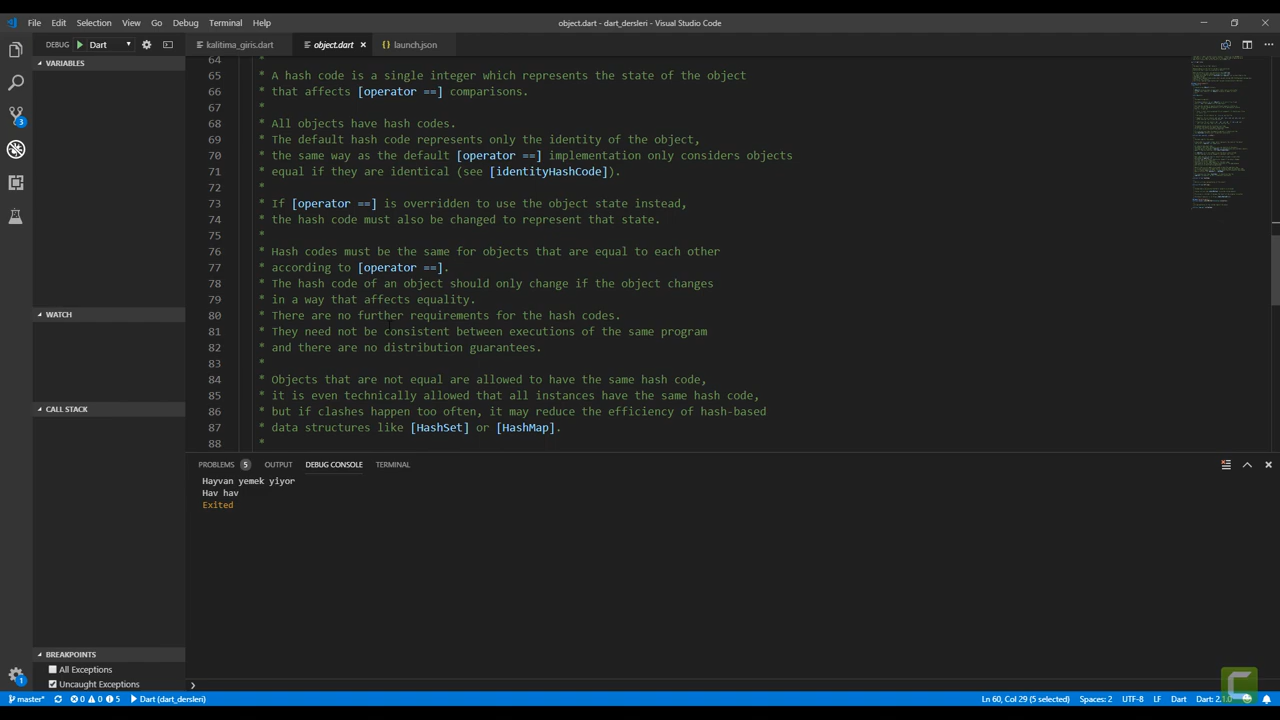 File Edit Selection View Go Debug Terminal Help
object.dart - dart_dersleri - Visual Studio Code
DEBUG Dart
kalitima_giris.dart object.dart launch.json
VARIABLES
WATCH
CALL STACK
BREAKPOINTS
All Exceptions
Uncaught Exceptions
3
1
64 *
65 * A hash code is a single integer which represents the state of the object
66 * that affects [operator ==] comparisons.
67 *
68 * All objects have hash codes.
69 * The default hash code represents the identity of the object,
70 * the same way as the default [operator ==] implementation only considers objects
71 * equal if they are identical (see [identityHashCode]).
72 *
73 * If [operator ==] is overridden to use the object state instead,
74 * the hash code must also be changed to represent that state.
75 *
76 * Hash codes must be the same for objects that are equal to each other
77 * according to [operator ==].
78 * The hash code of an object should only change if the object changes
79 * in a way that affects equality.
80 * There are no further requirements for the hash codes.
81 * They need not be consistent between executions of the same program
82 * and there are no distribution guarantees.
83 *
84 * Objects that are not equal are allowed to have the same hash code,
85 * it is even technically allowed that all instances have the same hash code,
86 * but if clashes happen too often, it may reduce the efficiency of hash-based
87 * data structures like [HashSet] or [HashMap].
88 *
PROBLEMS 5 OUTPUT DEBUG CONSOLE TERMINAL
Hayvan yemek yiyor
Hav hav
Exited
master* 0 0 5 Dart (dart_dersleri)
Ln 60, Col 29 (5 selected) Spaces: 2 UTF-8 LF Dart Dart: 2.1.0